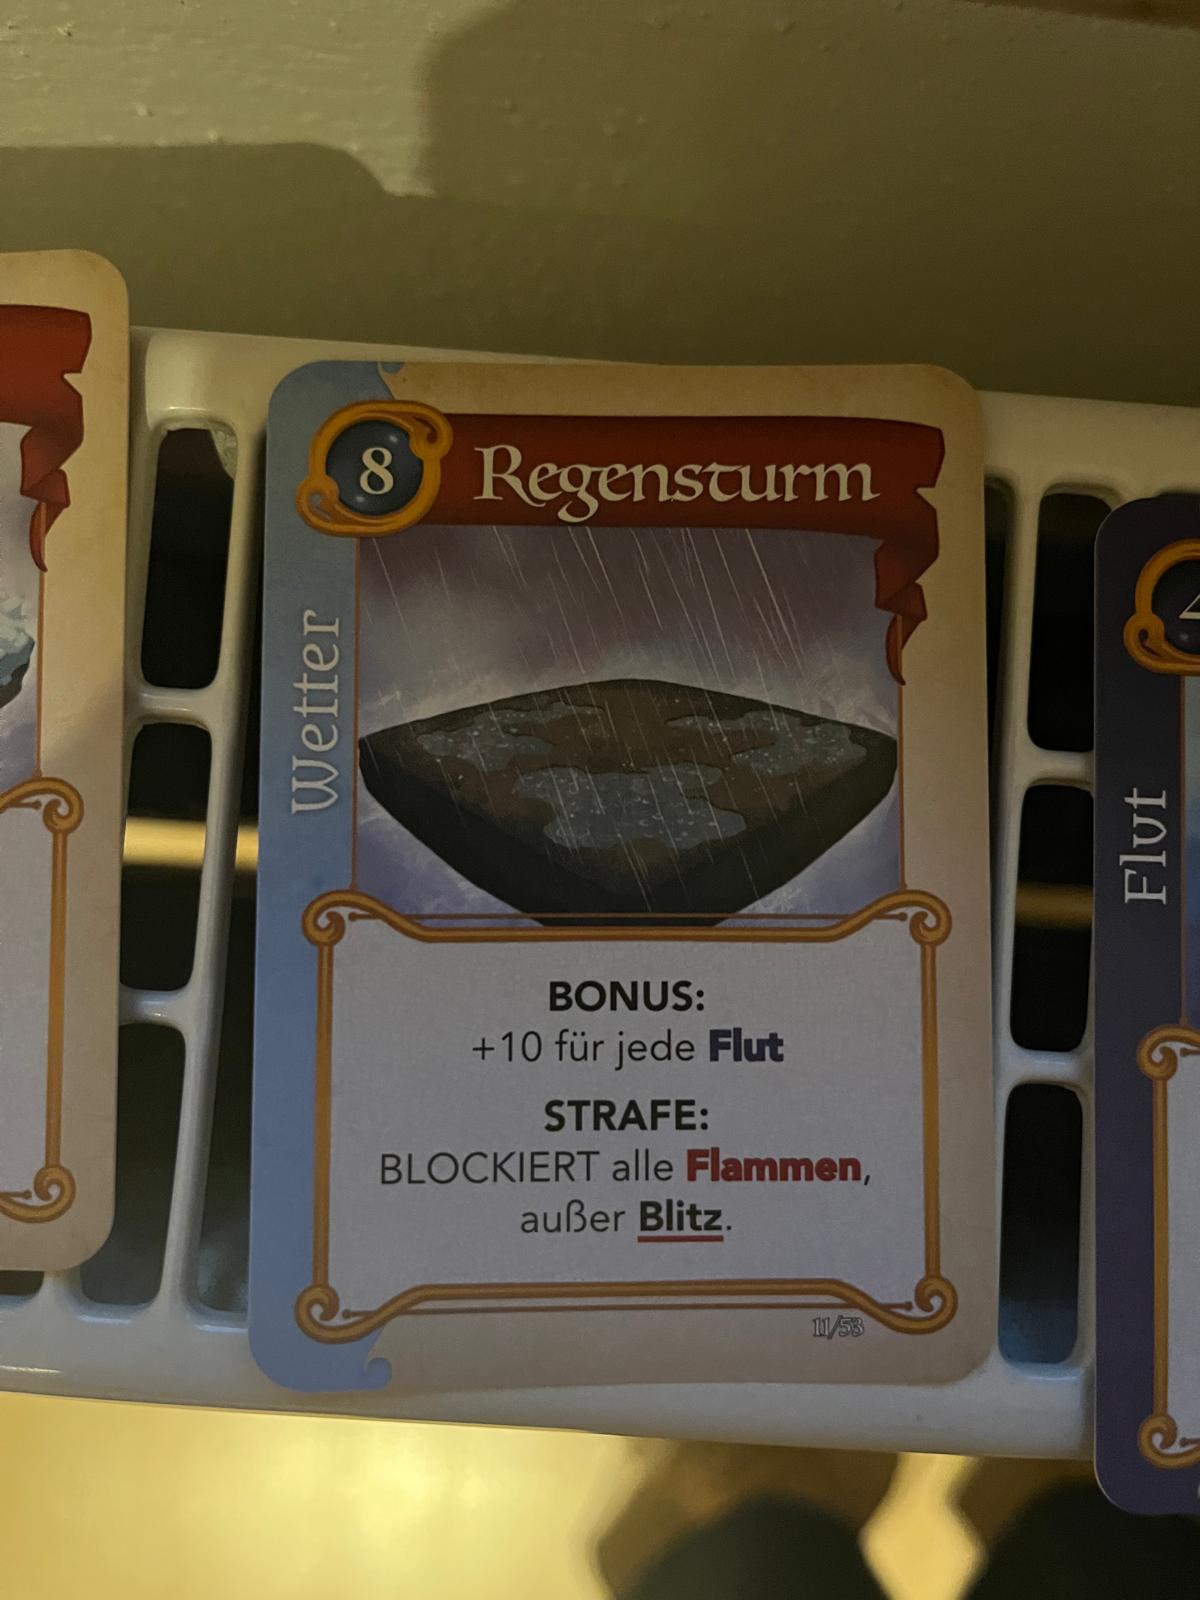 8
Regensturm
Wetter
BONUS:
+10 für jede Flut
STRAFE:
BLOCKIERT alle Flammen,
außer Blitz.
11/53
Flut